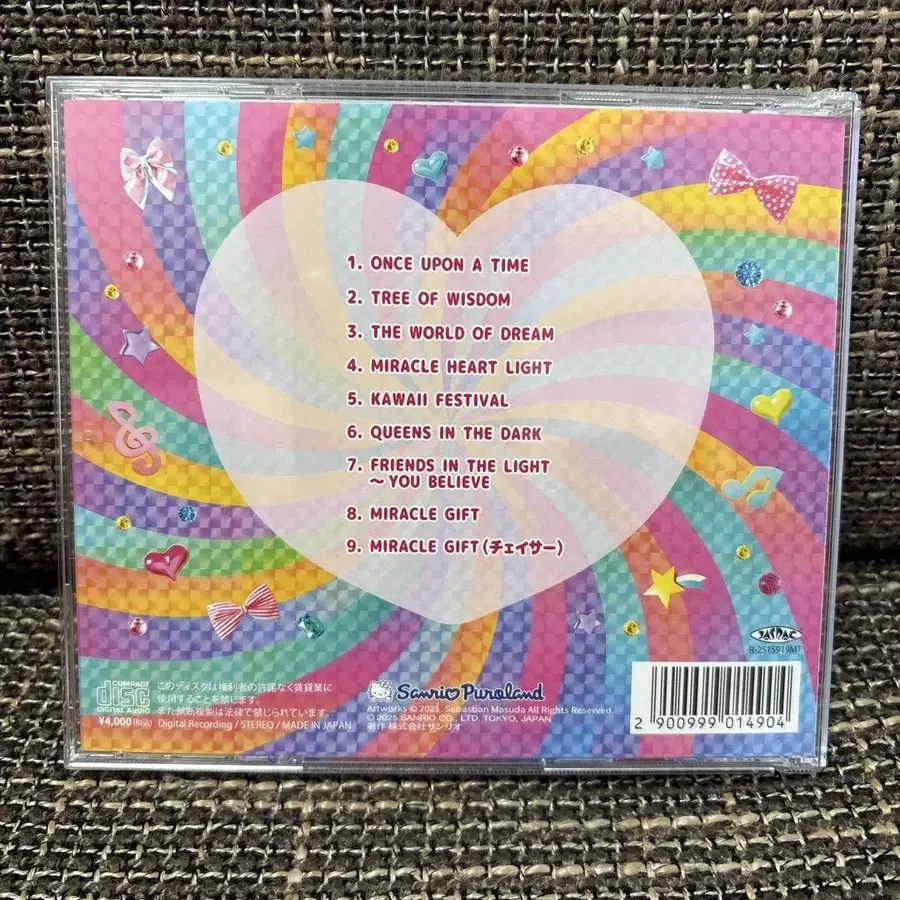 1. ONCE UPON A TIME
2. TREE OF WISDOM
3. THE WORLD OF DREAM
4. MIRACLE HEART LIGHT
5. KAWAII FESTIVAL
6. QUEENS IN THE DARK
7. FRIENDS IN THE LIGHT
～YOU BELIEVE
8. MIRACLE GIFT
9. MIRACLE GIFT(チェイサー)
JASRAC
R-2515919MT
COMPACT
disc
DIGITAL AUDIO
¥4,000(税込)
このディスクは権利者の許諾なく賃貸業に
使用することを禁じます。
また無断複製は法律で禁じられています。
Digital Recording / STEREO / MADE IN JAPAN
Sanrio Puroland
Artworks © 2021, Sebastian Masuda All Rights Reserved.
© 2025 SANRIO CO., LTD. TOKYO, JAPAN
著作 株式会社サンリオ
2 900999 014904